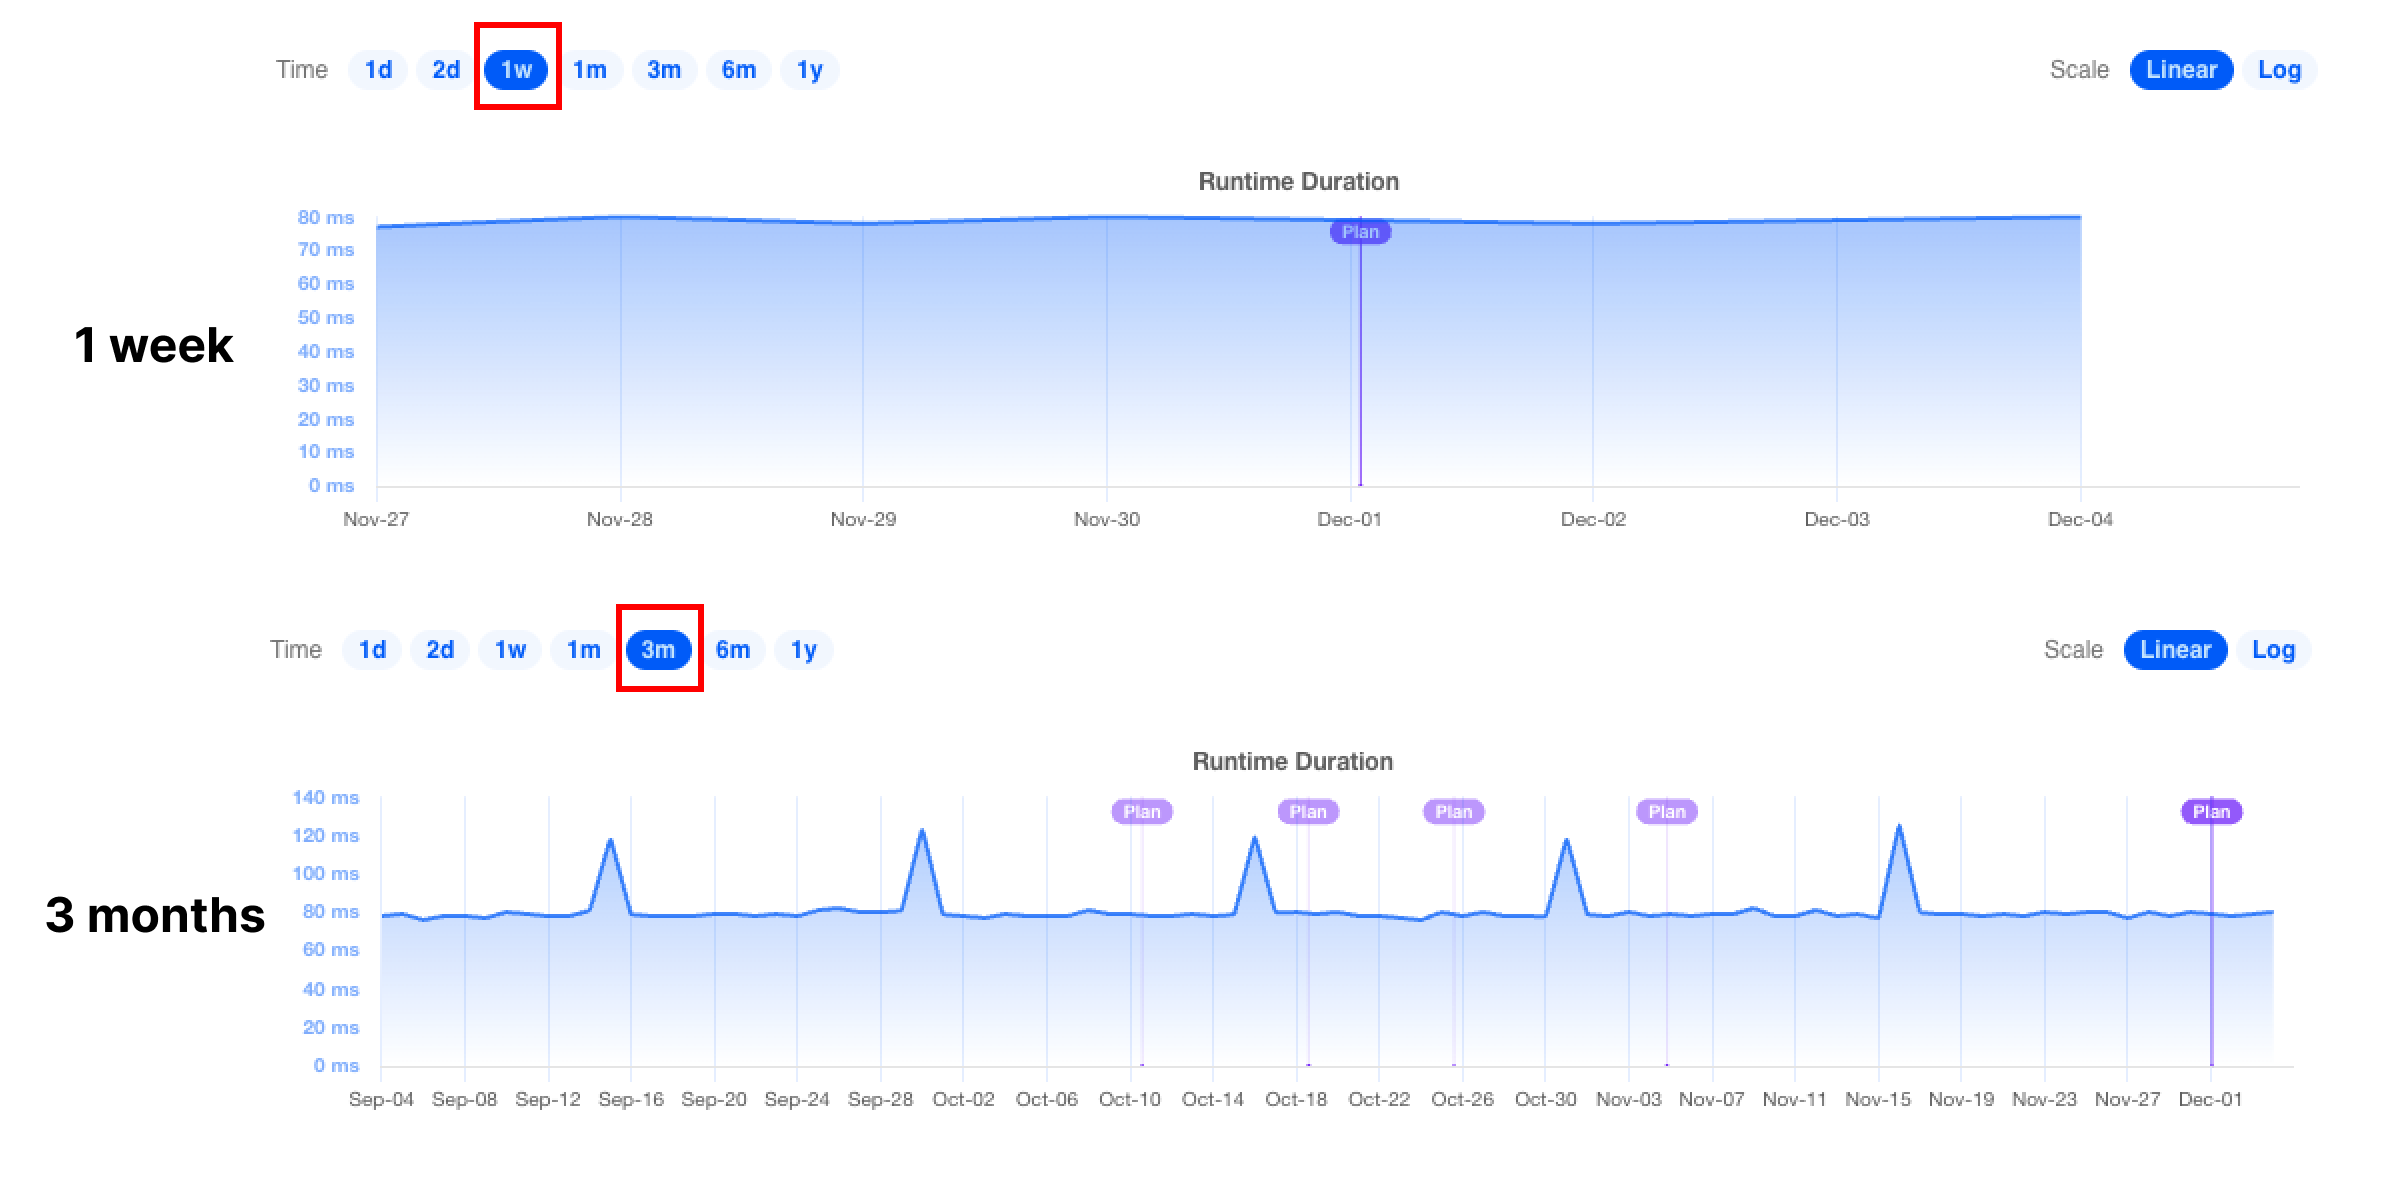 Time 1d 2d 1w 1m 3m 6m 1y Scale Linear Log
Runtime Duration
80 ms
Plan
70 ms
60 ms
50 ms
1 week
40 ms
30 ms
20 ms
10 ms
0 ms
Nov-27 Nov-28 Nov-29 Nov-30 Dec-01 Dec-02 Dec-03 Dec-04
Time 1d 2d 1w 1m 3m 6m 1y Scale Linear Log
Runtime Duration
140 ms
Plan Plan Plan Plan Plan
120 ms
100 ms
80 ms
3 months
60 ms
40 ms
20 ms
0 ms
Sep-04 Sep-08 Sep-12 Sep-16 Sep-20 Sep-24 Sep-28 Oct-02 Oct-06 Oct-10 Oct-14 Oct-18 Oct-22 Oct-26 Oct-30 Nov-03 Nov-07 Nov-11 Nov-15 Nov-19 Nov-23 Nov-27 Dec-01